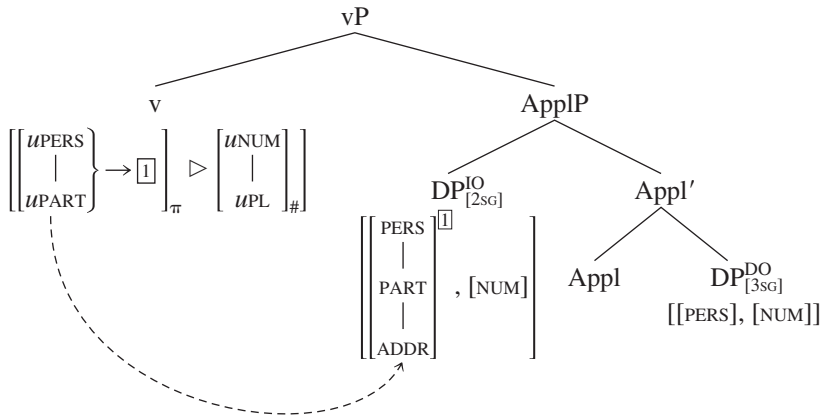 vP
v
ApplP
[[[uPERS | uPART} → 1]π ▷ [uNUM | uPL]#]
DP IO [2SG]
Appl′
[[PERS | PART | ADDR] 1 , [NUM]]
Appl
DP DO [3SG]
[[PERS], [NUM]]